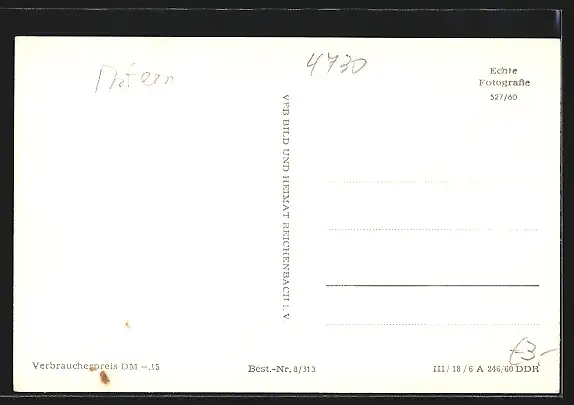 4730
Echte
Fotografie
527/60
VEB BILD UND HEIMAT REICHENBACH i. V
€3,-
Verbraucherpreis DM –.15
Best.-Nr. 8/313
III/18/6 A 246/60 DDR